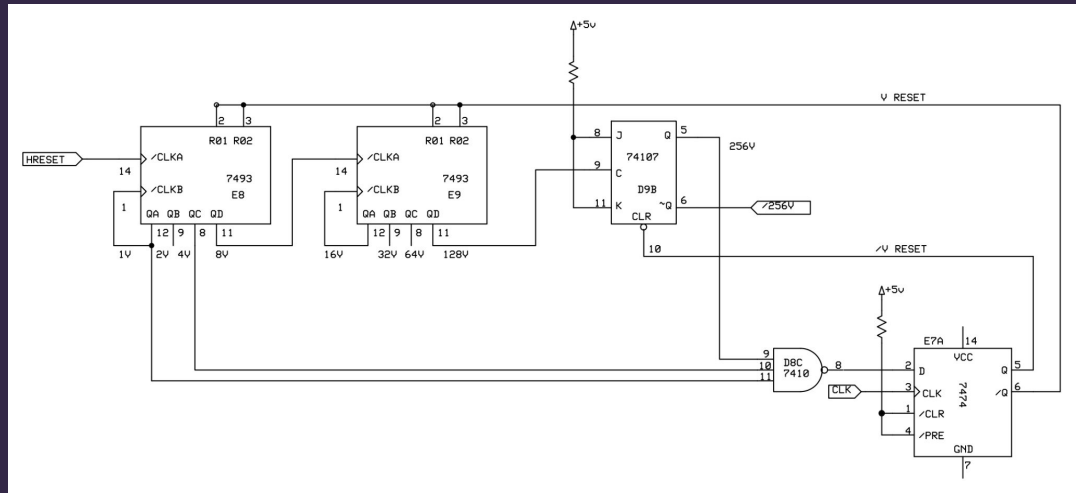 +5v
V RESET
2 3
2 3
R01 R02
R01 R02
8 J Q 5
256V
HRESET
/CLKA
/CLKA
74107
14
14
9 C
7493
7493
D9B
/CLKB
E8
/CLKB
E9
1
1
11 K ~Q 6
/256V
QA QB QC QD
QA QB QC QD
CLR
12 9 8 11
12 9 8 11
10
/V RESET
1V 2V 4V 8V
16V 32V 64V 128V
+5v
E7A 14
VCC
9
10
11
D8C
7410
8
2 D Q 5
CLK
3 CLK
7474
/Q 6
1 /CLR
4 /PRE
GND
7